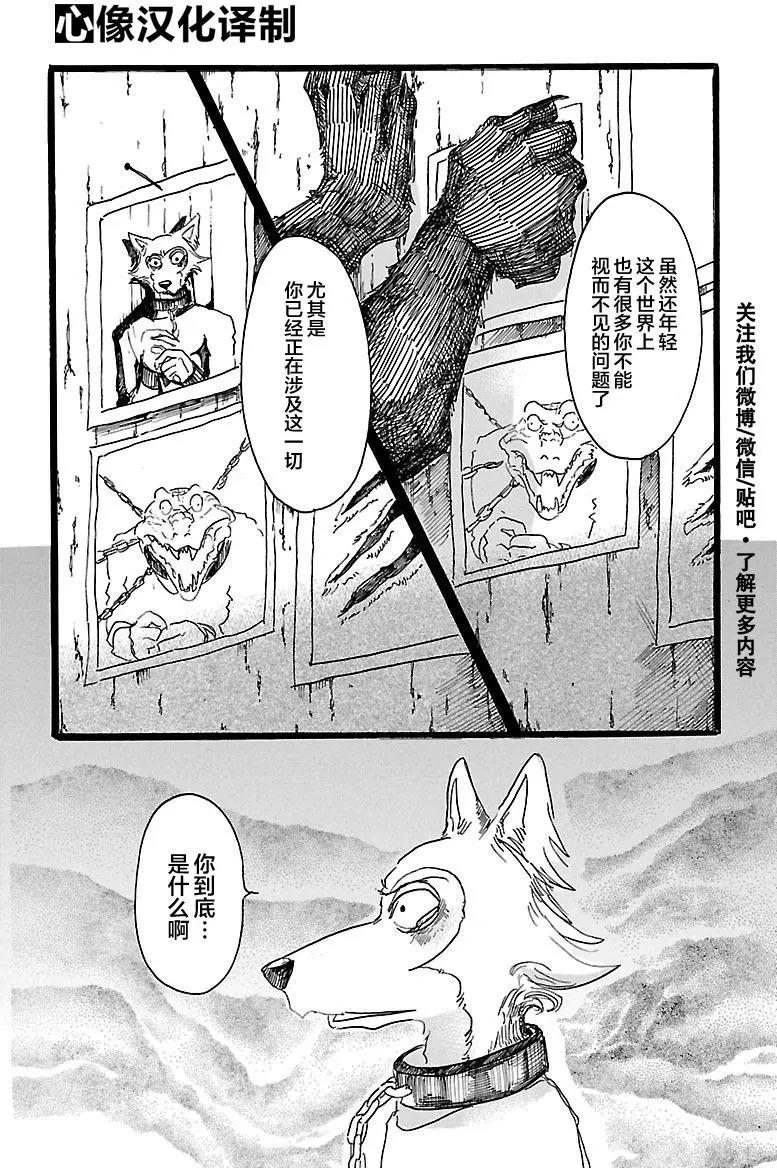 心像汉化译制
虽然还年轻
这个世界上
也有很多你不能
视而不见的问题了
尤其是
你已经正在涉及这一切
关注我们微博/微信/贴吧·了解更多内容
你到底…
是什么啊